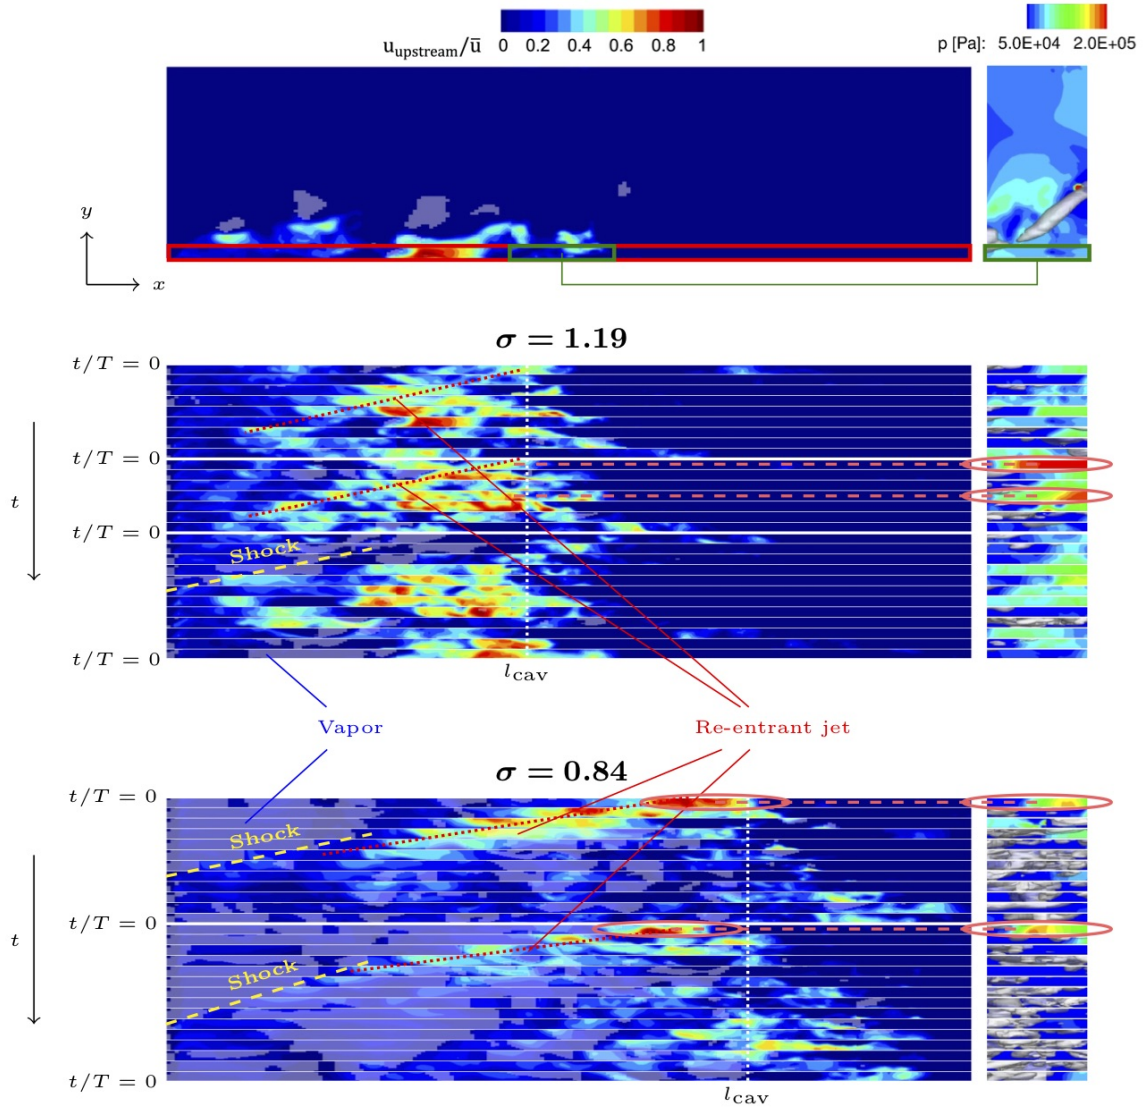 u_upstream/ū 0 0.2 0.4 0.6 0.8 1
p [Pa]: 5.0E+04 2.0E+05
y
x
σ = 1.19
t/T = 0
t/T = 0
t
t/T = 0
Shock
t/T = 0
l_cav
Vapor
Re-entrant jet
σ = 0.84
t/T = 0
Shock
t/T = 0
t
Shock
t/T = 0
l_cav